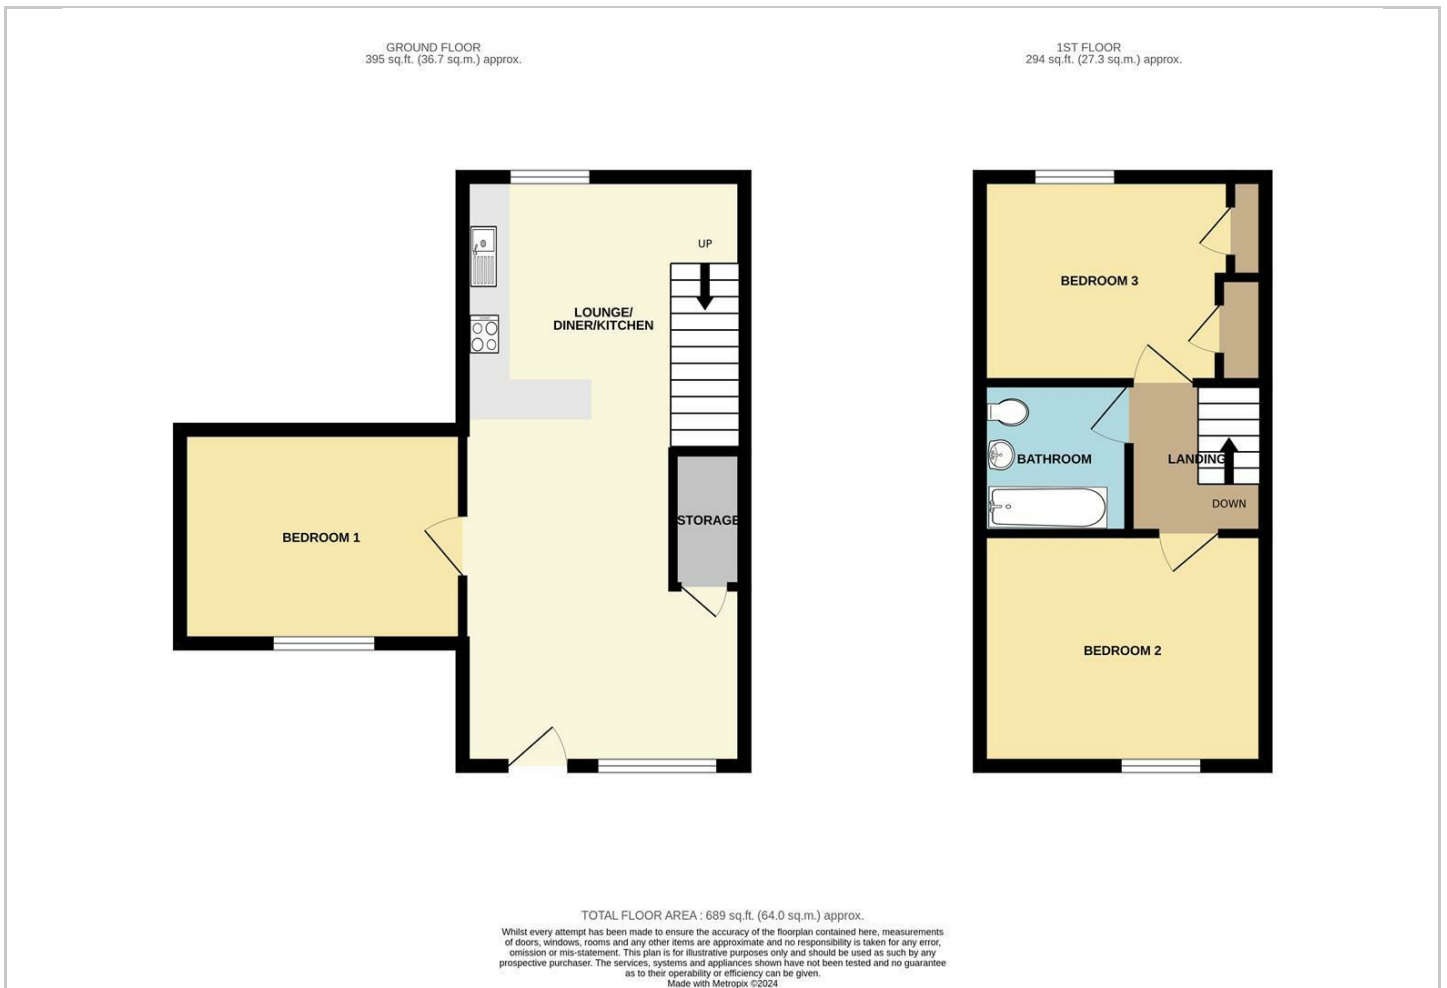 GROUND FLOOR
395 sq.ft. (36.7 sq.m.) approx.
1ST FLOOR
294 sq.ft. (27.3 sq.m.) approx.
UP
LOUNGE/
DINER/KITCHEN
BEDROOM 1
STORAGE
BEDROOM 3
BATHROOM
LANDING
DOWN
BEDROOM 2
TOTAL FLOOR AREA : 689 sq.ft. (64.0 sq.m.) approx.
Whilst every attempt has been made to ensure the accuracy of the floorplan contained here, measurements
of doors, windows, rooms and any other items are approximate and no responsibility is taken for any error,
omission or mis-statement. This plan is for illustrative purposes only and should be used as such by any
prospective purchaser. The services, systems and appliances shown have not been tested and no guarantee
as to their operability or efficiency can be given.
Made with Metropix ©2024